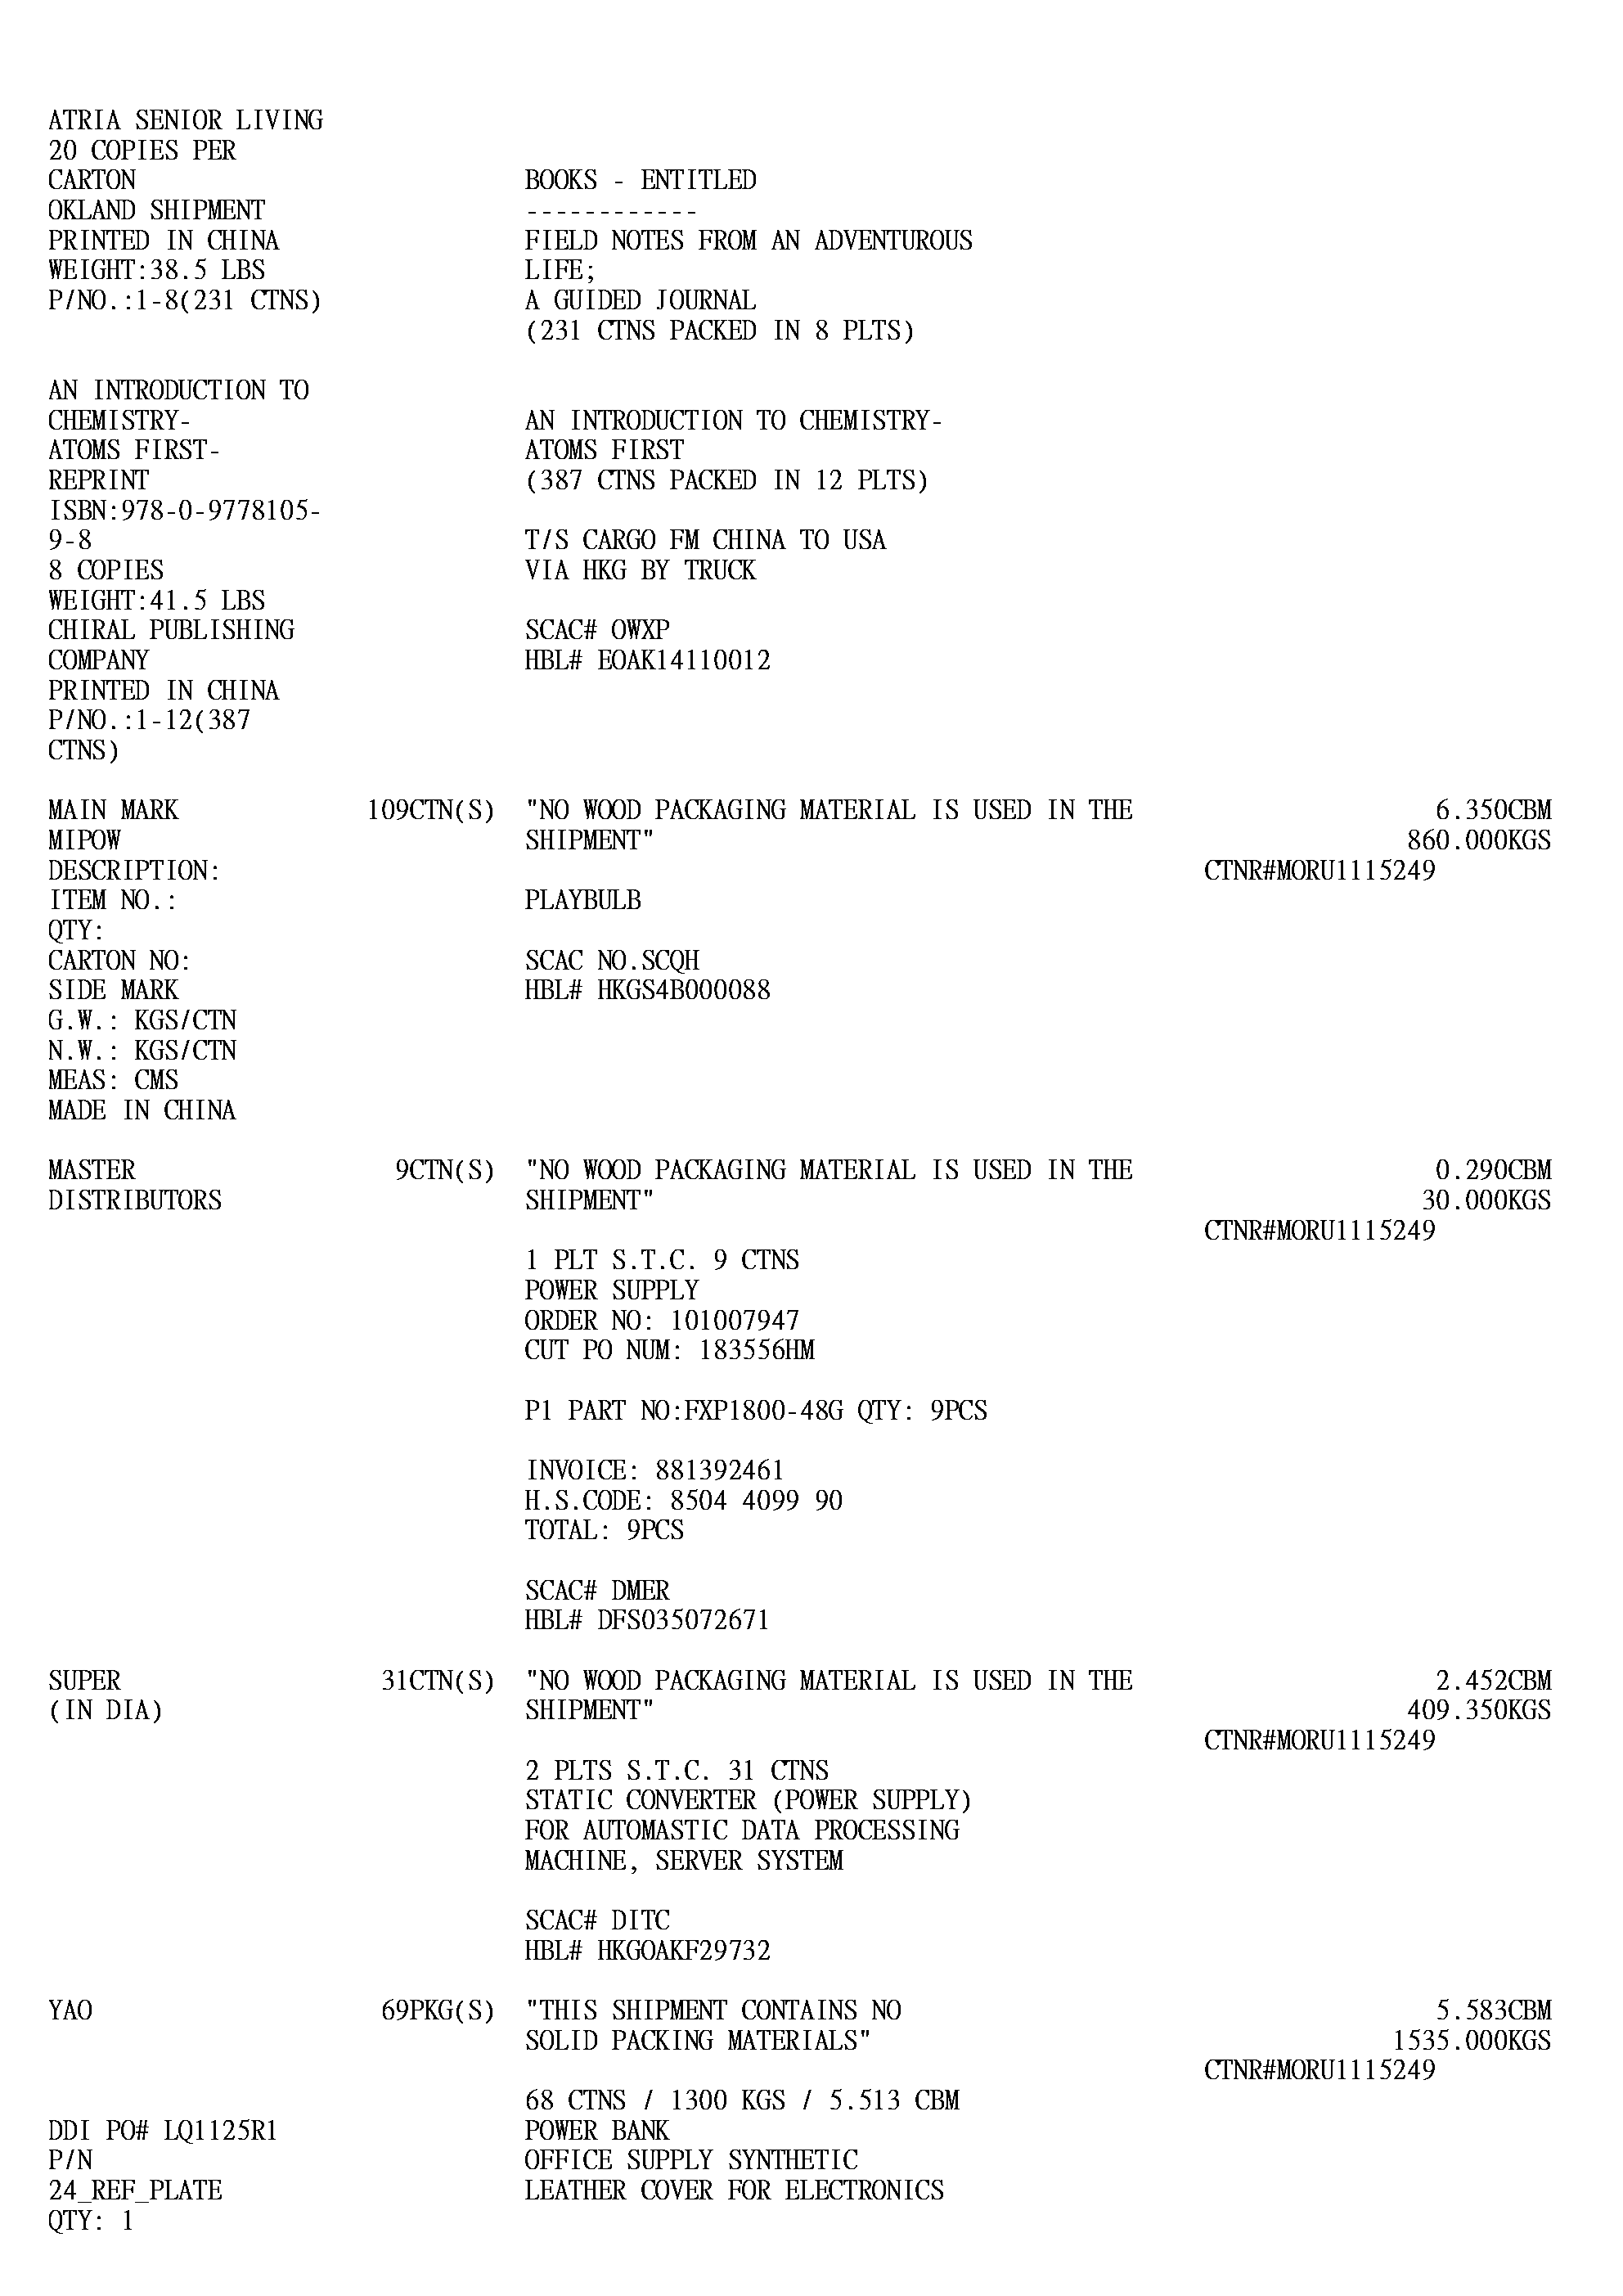 ATRIA SENIOR LIVING
20 COPIES PER
CARTON BOOKS - ENTITLED
OKLAND SHIPMENT ------------
PRINTED IN CHINA FIELD NOTES FROM AN ADVENTUROUS
WEIGHT:38.5 LBS LIFE;
P/NO.:1-8(231 CTNS) A GUIDED JOURNAL
(231 CTNS PACKED IN 8 PLTS)
AN INTRODUCTION TO
CHEMISTRY- AN INTRODUCTION TO CHEMISTRY-
ATOMS FIRST- ATOMS FIRST
REPRINT (387 CTNS PACKED IN 12 PLTS)
ISBN:978-0-9778105-
9-8 T/S CARGO FM CHINA TO USA
8 COPIES VIA HKG BY TRUCK
WEIGHT:41.5 LBS
CHIRAL PUBLISHING SCAC# OWXP
COMPANY HBL# EOAK14110012
PRINTED IN CHINA
P/NO.:1-12(387
CTNS)
MAIN MARK 109CTN(S) "NO WOOD PACKAGING MATERIAL IS USED IN THE 6.350CBM
MIPOW SHIPMENT" 860.000KGS
DESCRIPTION: CTNR#MORU1115249
ITEM NO.: PLAYBULB
QTY:
CARTON NO: SCAC NO.SCQH
SIDE MARK HBL# HKGS4B000088
G.W.: KGS/CTN
N.W.: KGS/CTN
MEAS: CMS
MADE IN CHINA
MASTER 9CTN(S) "NO WOOD PACKAGING MATERIAL IS USED IN THE 0.290CBM
DISTRIBUTORS SHIPMENT" 30.000KGS
CTNR#MORU1115249
1 PLT S.T.C. 9 CTNS
POWER SUPPLY
ORDER NO: 101007947
CUT PO NUM: 183556HM
P1 PART NO:FXP1800-48G QTY: 9PCS
INVOICE: 881392461
H.S.CODE: 8504 4099 90
TOTAL: 9PCS
SCAC# DMER
HBL# DFS035072671
SUPER 31CTN(S) "NO WOOD PACKAGING MATERIAL IS USED IN THE 2.452CBM
(IN DIA) SHIPMENT" 409.350KGS
CTNR#MORU1115249
2 PLTS S.T.C. 31 CTNS
STATIC CONVERTER (POWER SUPPLY)
FOR AUTOMASTIC DATA PROCESSING
MACHINE, SERVER SYSTEM
SCAC# DITC
HBL# HKGOAKF29732
YAO 69PKG(S) "THIS SHIPMENT CONTAINS NO 5.583CBM
SOLID PACKING MATERIALS" 1535.000KGS
CTNR#MORU1115249
68 CTNS / 1300 KGS / 5.513 CBM
DDI PO# LQ1125R1 POWER BANK
P/N OFFICE SUPPLY SYNTHETIC
24_REF_PLATE LEATHER COVER FOR ELECTRONICS
QTY: 1